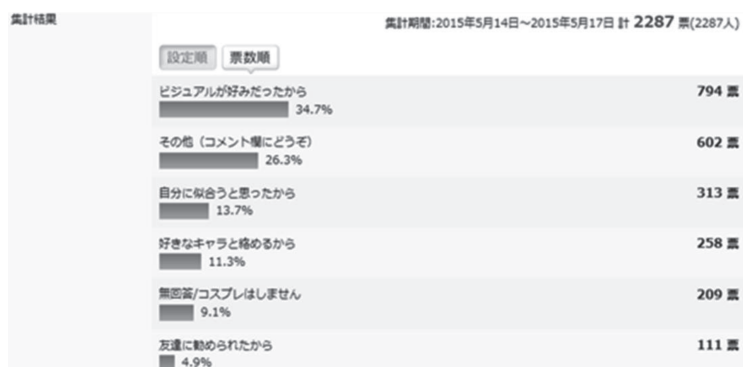 集計結果
集計期間:2015年5月14日～2015年5月17日 計 2287 票(2287人)
設定順 票数順
ビジュアルが好みだったから 794 票
34.7%
その他（コメント欄にどうぞ） 602 票
26.3%
自分に似合うと思ったから 313 票
13.7%
好きなキャラと絡めるから 258 票
11.3%
無回答/コスプレはしません 209 票
9.1%
友達に勧められたから 111 票
4.9%